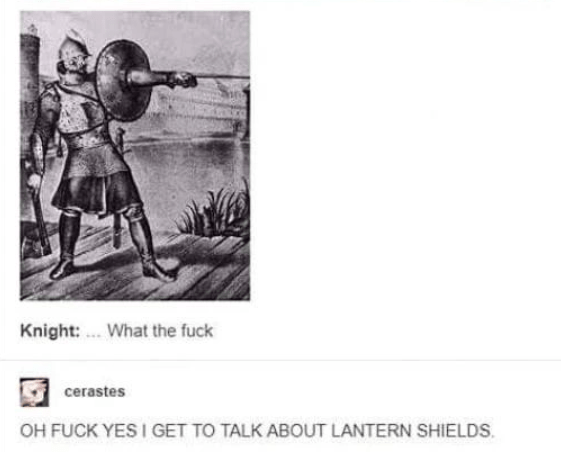 Knight: ... What the fuck
cerastes
OH FUCK YES I GET TO TALK ABOUT LANTERN SHIELDS.